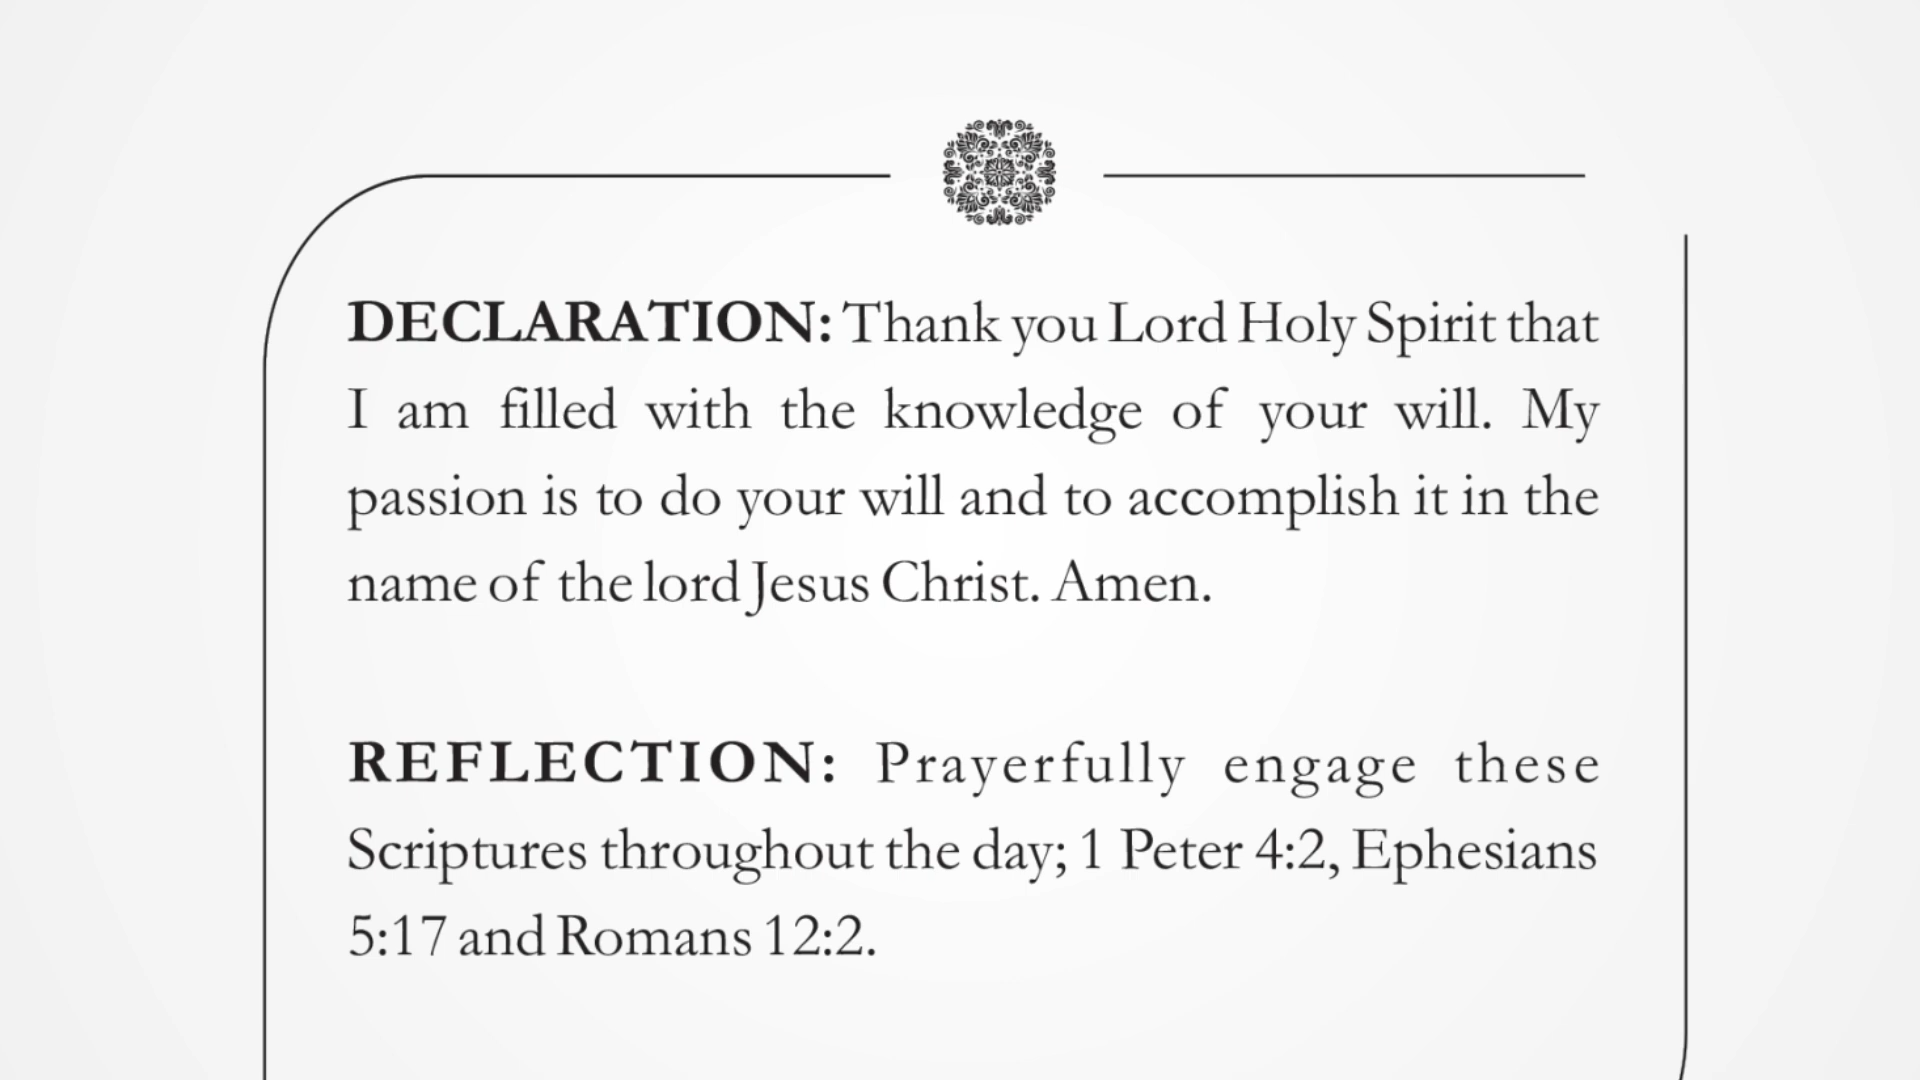 DECLARATION: Thank you Lord Holy Spirit that
I am filled with the knowledge of your will. My
passion is to do your will and to accomplish it in the
name of the lord Jesus Christ. Amen.
REFLECTION: Prayerfully engage these
Scriptures throughout the day; 1 Peter 4:2, Ephesians
5:17 and Romans 12:2.